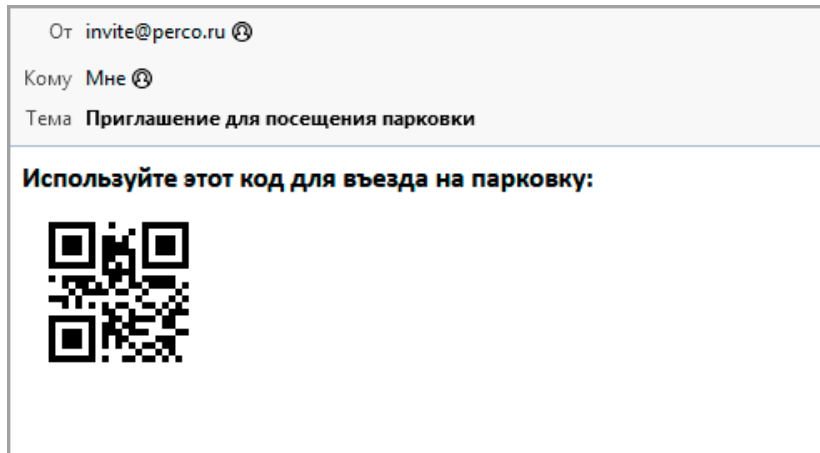 От invite@perco.ru
Кому Мне
Тема Приглашение для посещения парковки
Используйте этот код для въезда на парковку: